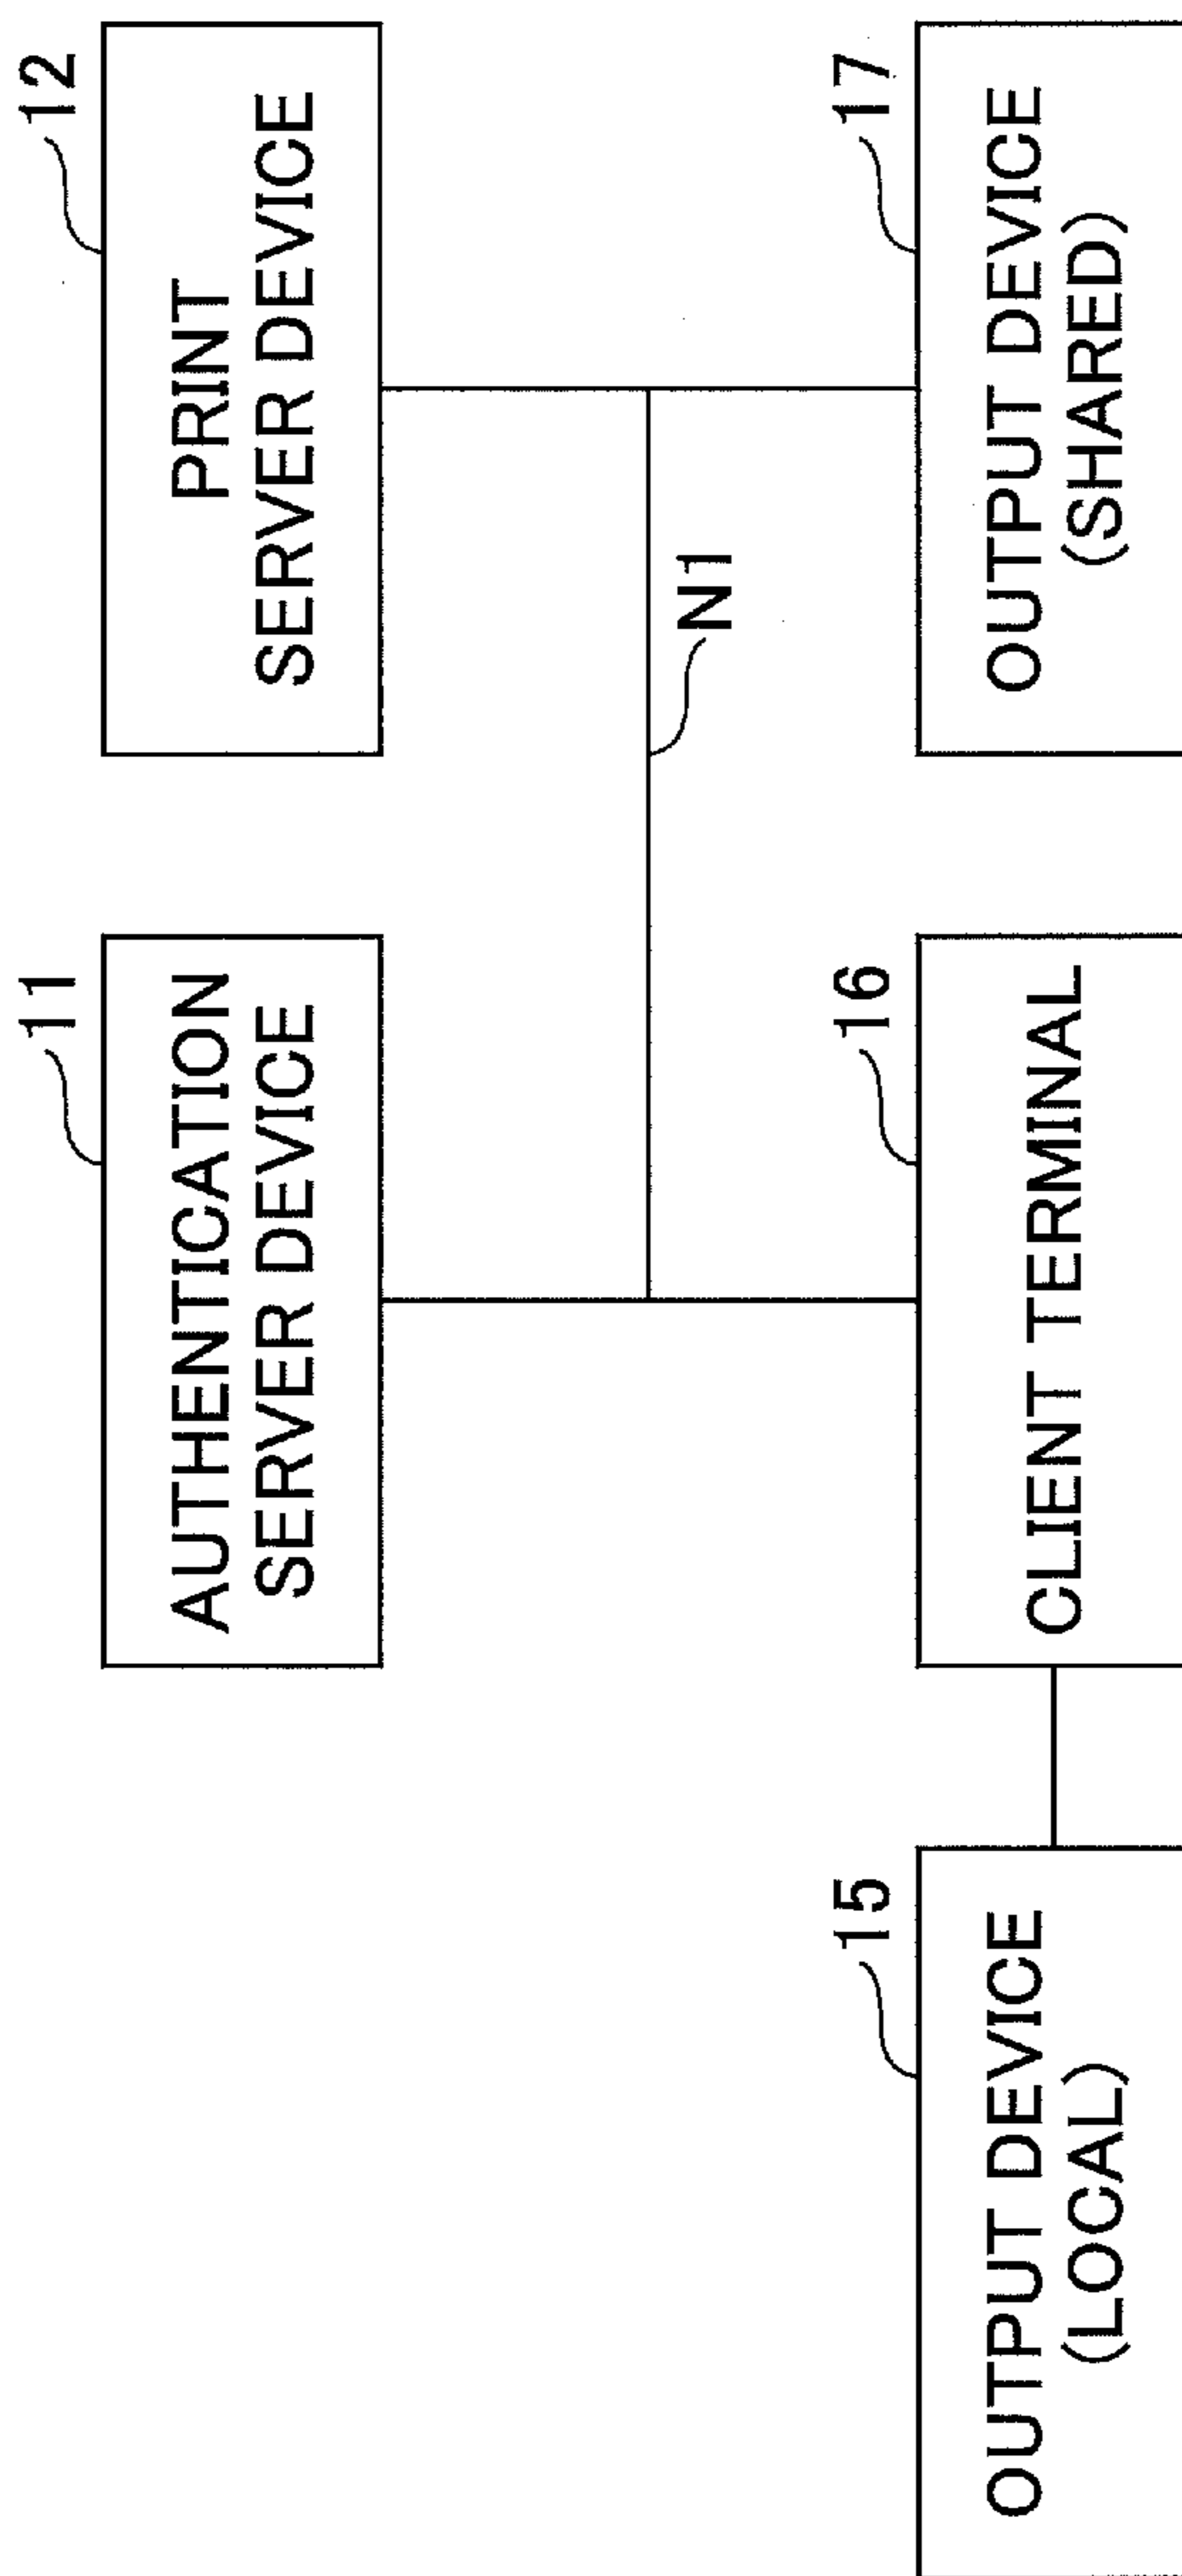 11
AUTHENTICATION
SERVER DEVICE
12
PRINT
SERVER DEVICE
N1
15
OUTPUT DEVICE
(LOCAL)
16
CLIENT TERMINAL
17
OUTPUT DEVICE
(SHARED)